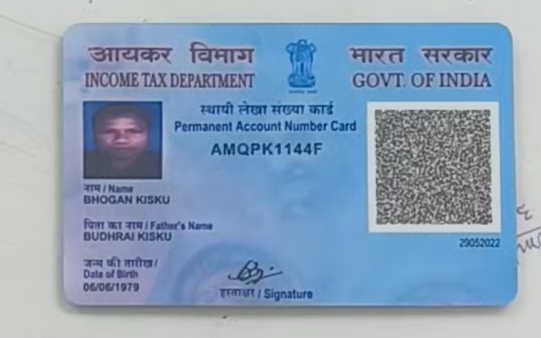 आयकर विभाग
INCOME TAX DEPARTMENT
भारत सरकार
GOVT. OF INDIA
स्थायी लेखा संख्या कार्ड
Permanent Account Number Card
AMQPK1144F
नाम / Name
BHOGAN KISKU
पिता का नाम / Father's Name
BUDHRAI KISKU
जन्म की तारीख /
Date of Birth
06/06/1979
हस्ताक्षर / Signature
29052022